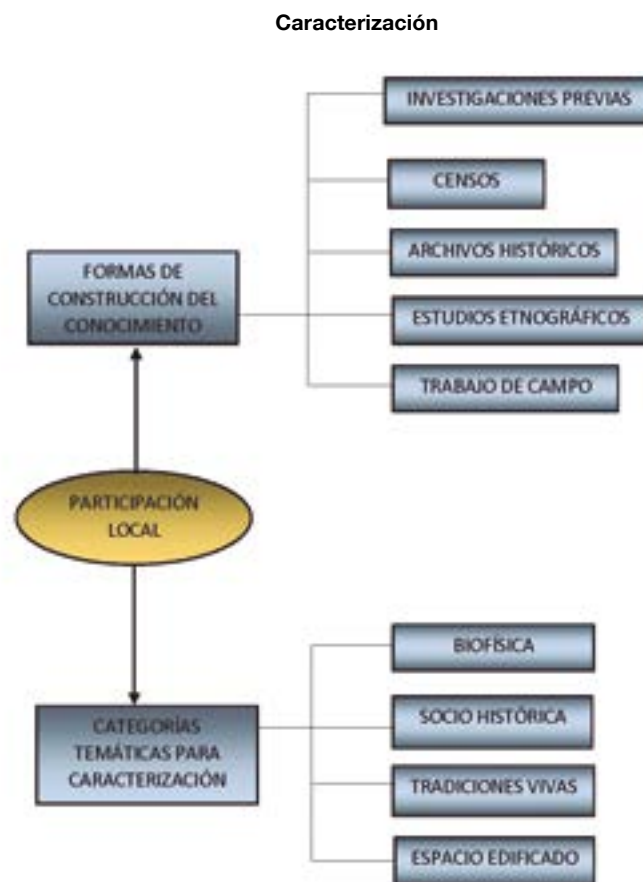 Caracterización
INVESTIGACIONES PREVIAS
CENSOS
ARCHIVOS HISTÓRICOS
FORMAS DE
CONSTRUCCIÓN DEL
CONOCIMIENTO
ESTUDIOS ETNOGRÁFICOS
TRABAJO DE CAMPO
PARTICIPACIÓN
LOCAL
BIOFÍSICA
SOCIO HISTÓRICA
CATEGORÍAS
TEMÁTICAS PARA
CARACTERIZACIÓN
TRADICIONES VIVAS
ESPACIO EDIFICADO